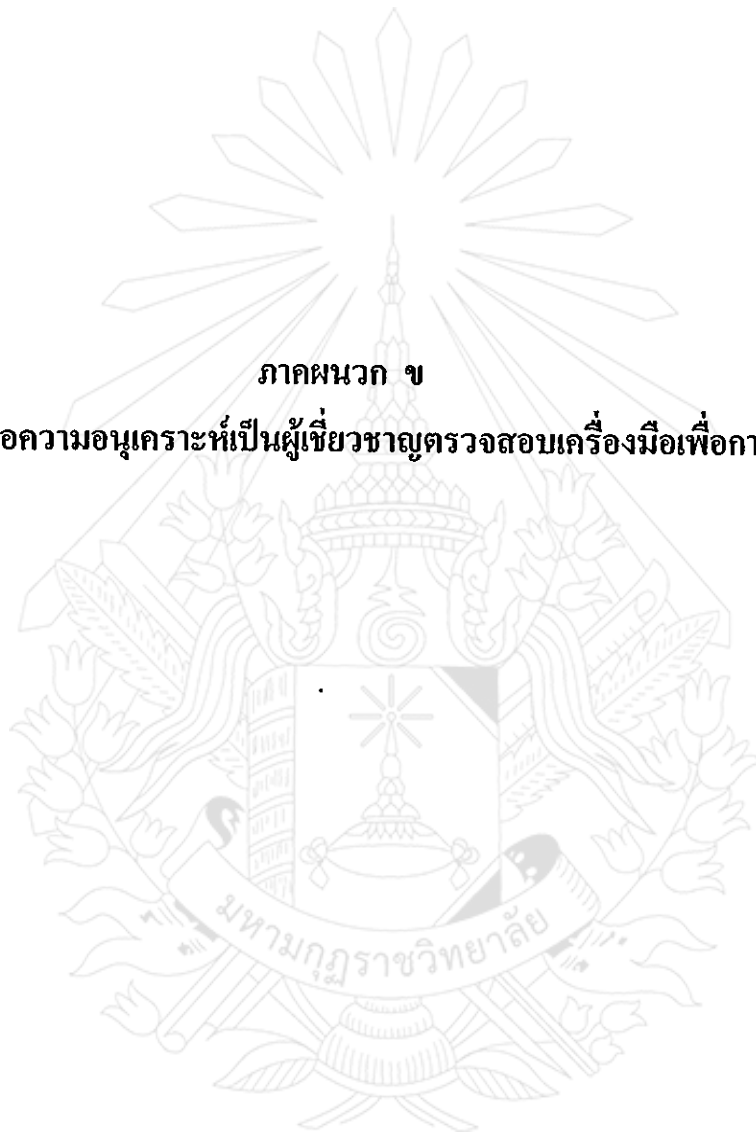 ภาคผนวก ข
อความอนุเคราะห์เป็นผู้เชี่ยวชาญตรวจสอบเครื่องมือเพื่อกา
มหามกุฏราชวิทยาลัย